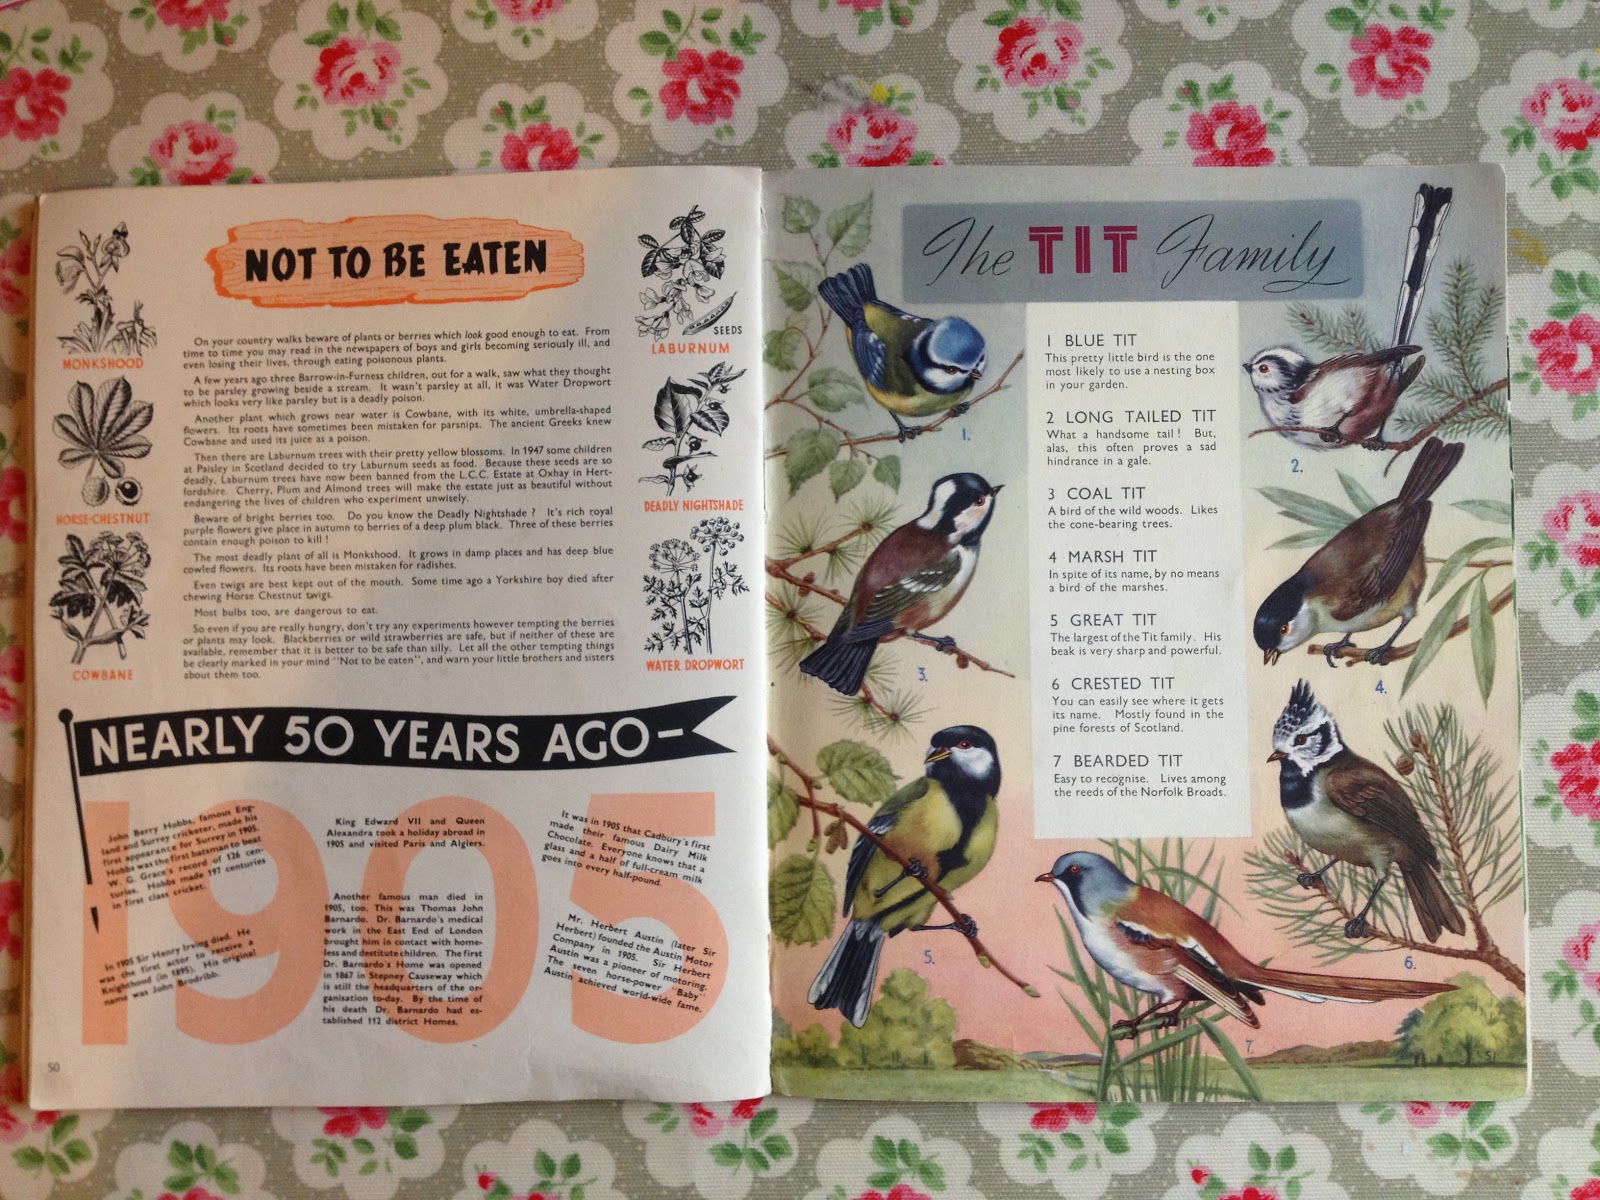 NOT TO BE EATEN
MONKSHOOD
HORSE-CHESTNUT
COWBANE
SEEDS
LABURNUM
DEADLY NIGHTSHADE
WATER DROPWORT
On your country walks beware of plants or berries which look good enough to eat. From
time to time you may read in the newspapers of boys and girls becoming seriously ill, and
even losing their lives, through eating poisonous plants.
A few years ago three Barrow-in-Furness children, out for a walk, saw what they thought
to be parsley growing beside a stream. It wasn't parsley at all, it was Water Dropwort
which looks very like parsley but is a deadly poison.
Another plant which grows near water is Cowbane, with its white, umbrella-shaped
flowers. Its roots have sometimes been mistaken for parsnips. The ancient Greeks knew
Cowbane and used its juice as a poison.
Then there are Laburnum trees with their pretty yellow blossoms. In 1947 some children
at Paisley in Scotland decided to try Laburnum seeds as food. Because these seeds are so
deadly, Laburnum trees have now been banned from the L.C.C. Estate at Oxhay in Hert-
fordshire. Cherry, Plum and Almond trees will make the estate just as beautiful without
endangering the lives of children who experiment unwisely.
Beware of bright berries too. Do you know the Deadly Nightshade ? It's rich royal
purple flowers give place in autumn to berries of a deep plum black. Three of these berries
contain enough poison to kill !
The most deadly plant of all is Monkshood. It grows in damp places and has deep blue
cowled flowers. Its roots have been mistaken for radishes.
Even twigs are best kept out of the mouth. Some time ago a Yorkshire boy died after
chewing Horse Chestnut twigs.
Most bulbs too, are dangerous to eat.
So even if you are really hungry, don't try any experiments however tempting the berries
or plants may look. Blackberries or wild strawberries are safe, but if neither of these are
available, remember that it is better to be safe than silly. Let all the other tempting things
be clearly marked in your mind "Not to be eaten", and warn your little brothers and sisters
about them too.
NEARLY 50 YEARS AGO—
1905
John Berry Hobbs, famous Eng-
land and Surrey cricketer, made his
first appearance for Surrey in 1905.
Hobbs was the first batsman to beat
W. G. Grace's record of 126 cen-
turies. Hobbs made 197 centuries
in first class cricket.
In 1905 Sir Henry Irving died. He
was the first actor to receive a
Knighthood (in 1895). His original
name was John Brodribb.
King Edward VII and Queen
Alexandra took a holiday abroad in
1905 and visited Paris and Algiers.
Another famous man died in
1905, too. This was Thomas John
Barnardo. Dr. Barnardo's medical
work in the East End of London
brought him in contact with home-
less and destitute children. The first
Dr. Barnardo's Home was opened
in 1867 in Stepney Causeway which
is still the headquarters of the or-
ganisation to-day. By the time of
his death Dr. Barnardo had es-
tablished 112 district Homes.
It was in 1905 that Cadbury's first
made their famous Dairy Milk
Chocolate. Everyone knows that a
glass and a half of full-cream milk
goes into every half-pound.
Mr. Herbert Austin (later Sir
Herbert) founded the Austin Motor
Company in 1905. Sir Herbert
Austin was a pioneer of motoring.
The seven horse-power "Baby"
Austin achieved world-wide fame.
50
The TIT Family
1 BLUE TIT
This pretty little bird is the one
most likely to use a nesting box
in your garden.
2 LONG TAILED TIT
What a handsome tail ! But,
alas, this often proves a sad
hindrance in a gale.
3 COAL TIT
A bird of the wild woods. Likes
the cone-bearing trees.
4 MARSH TIT
In spite of its name, by no means
a bird of the marshes.
5 GREAT TIT
The largest of the Tit family. His
beak is very sharp and powerful.
6 CRESTED TIT
You can easily see where it gets
its name. Mostly found in the
pine forests of Scotland.
7 BEARDED TIT
Easy to recognise. Lives among
the reeds of the Norfolk Broads.
1.
2.
3.
4.
5.
6.
7.
51